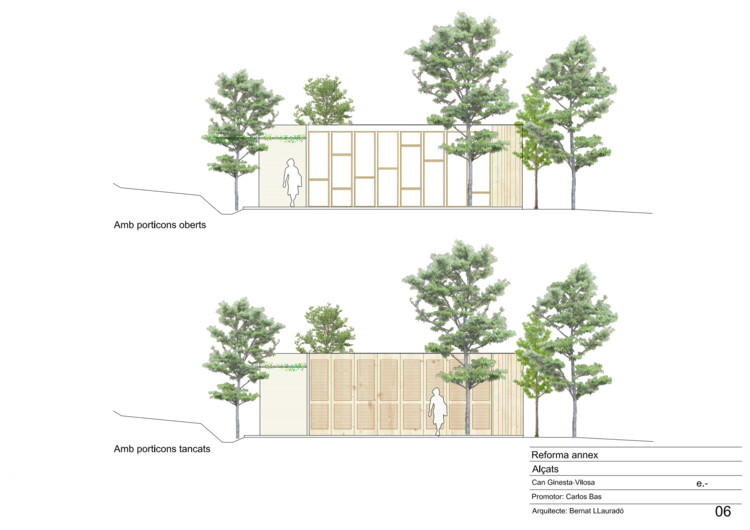 Amb porticons oberts
Amb porticons tancats
Reforma annex
Alçats
Can Ginesta-Vilosa e.-
Promotor: Carlos Bas
Arquitecte: Bernat LLauradó 06